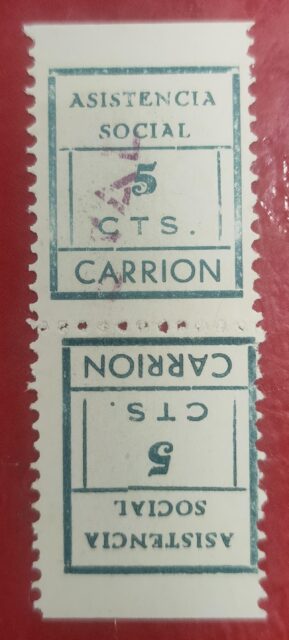 ASISTENCIA
SOCIAL
5
CTS.
CARRION
CARRION
CTS.
5
SOCIAL
ASISTENCIA